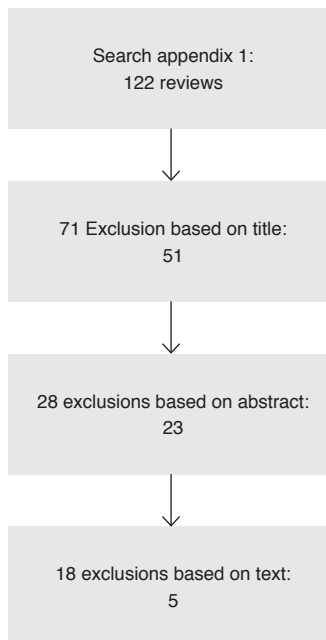 Search appendix 1:
122 reviews
71 Exclusion based on title:
51
28 exclusions based on abstract:
23
18 exclusions based on text:
5